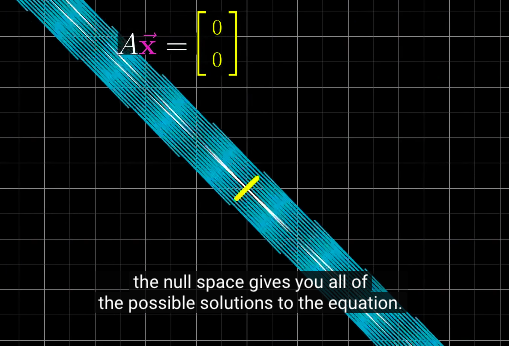 Ax⃗ = [0 0]
the null space gives you all of
the possible solutions to the equation.